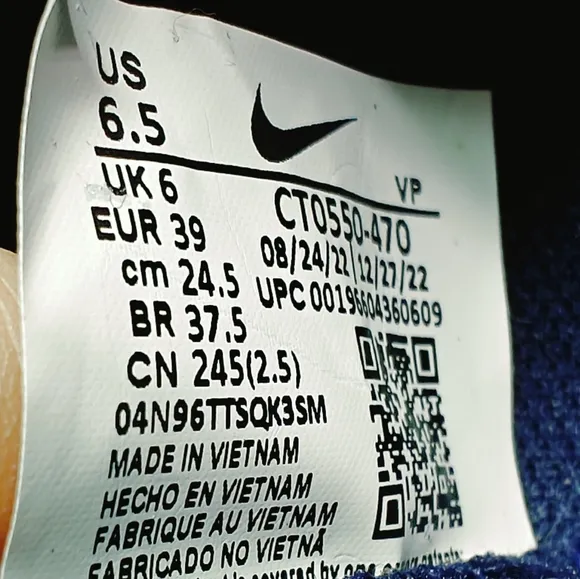 US
6.5
VP
UK 6
CT0550-470
EUR 39
08/24/22 12/27/22
cm 24.5
UPC 00196604360609
BR 37.5
CN 245(2.5)
04N96TTSQK3SM
MADE IN VIETNAM
HECHO EN VIETNAM
FABRIQUE AU VIETNAM
FABRICADO NO VIETNÃ
covered by